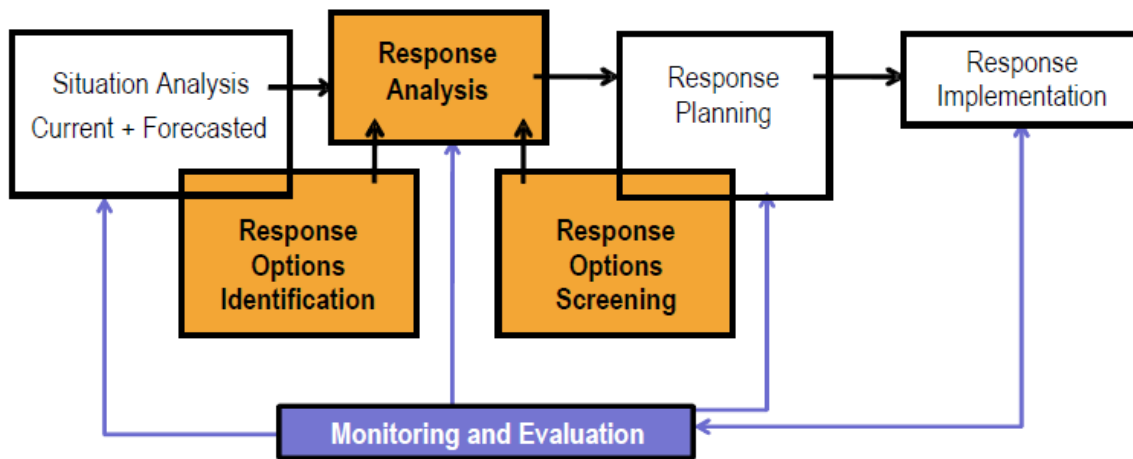 Situation Analysis
Current + Forecasted
Response
Analysis
Response
Planning
Response
Implementation
Response
Options
Identification
Response
Options
Screening
Monitoring and Evaluation